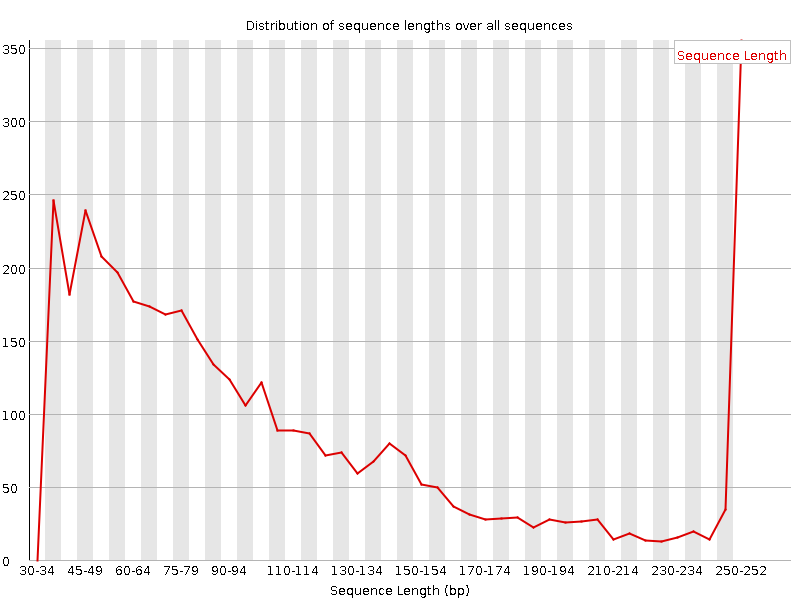 Distribution of sequence lengths over all sequences
Sequence Length
350
300
250
200
150
100
50
0
30-34 45-49 60-64 75-79 90-94 110-114 130-134 150-154 170-174 190-194 210-214 230-234 250-252
Sequence Length (bp)